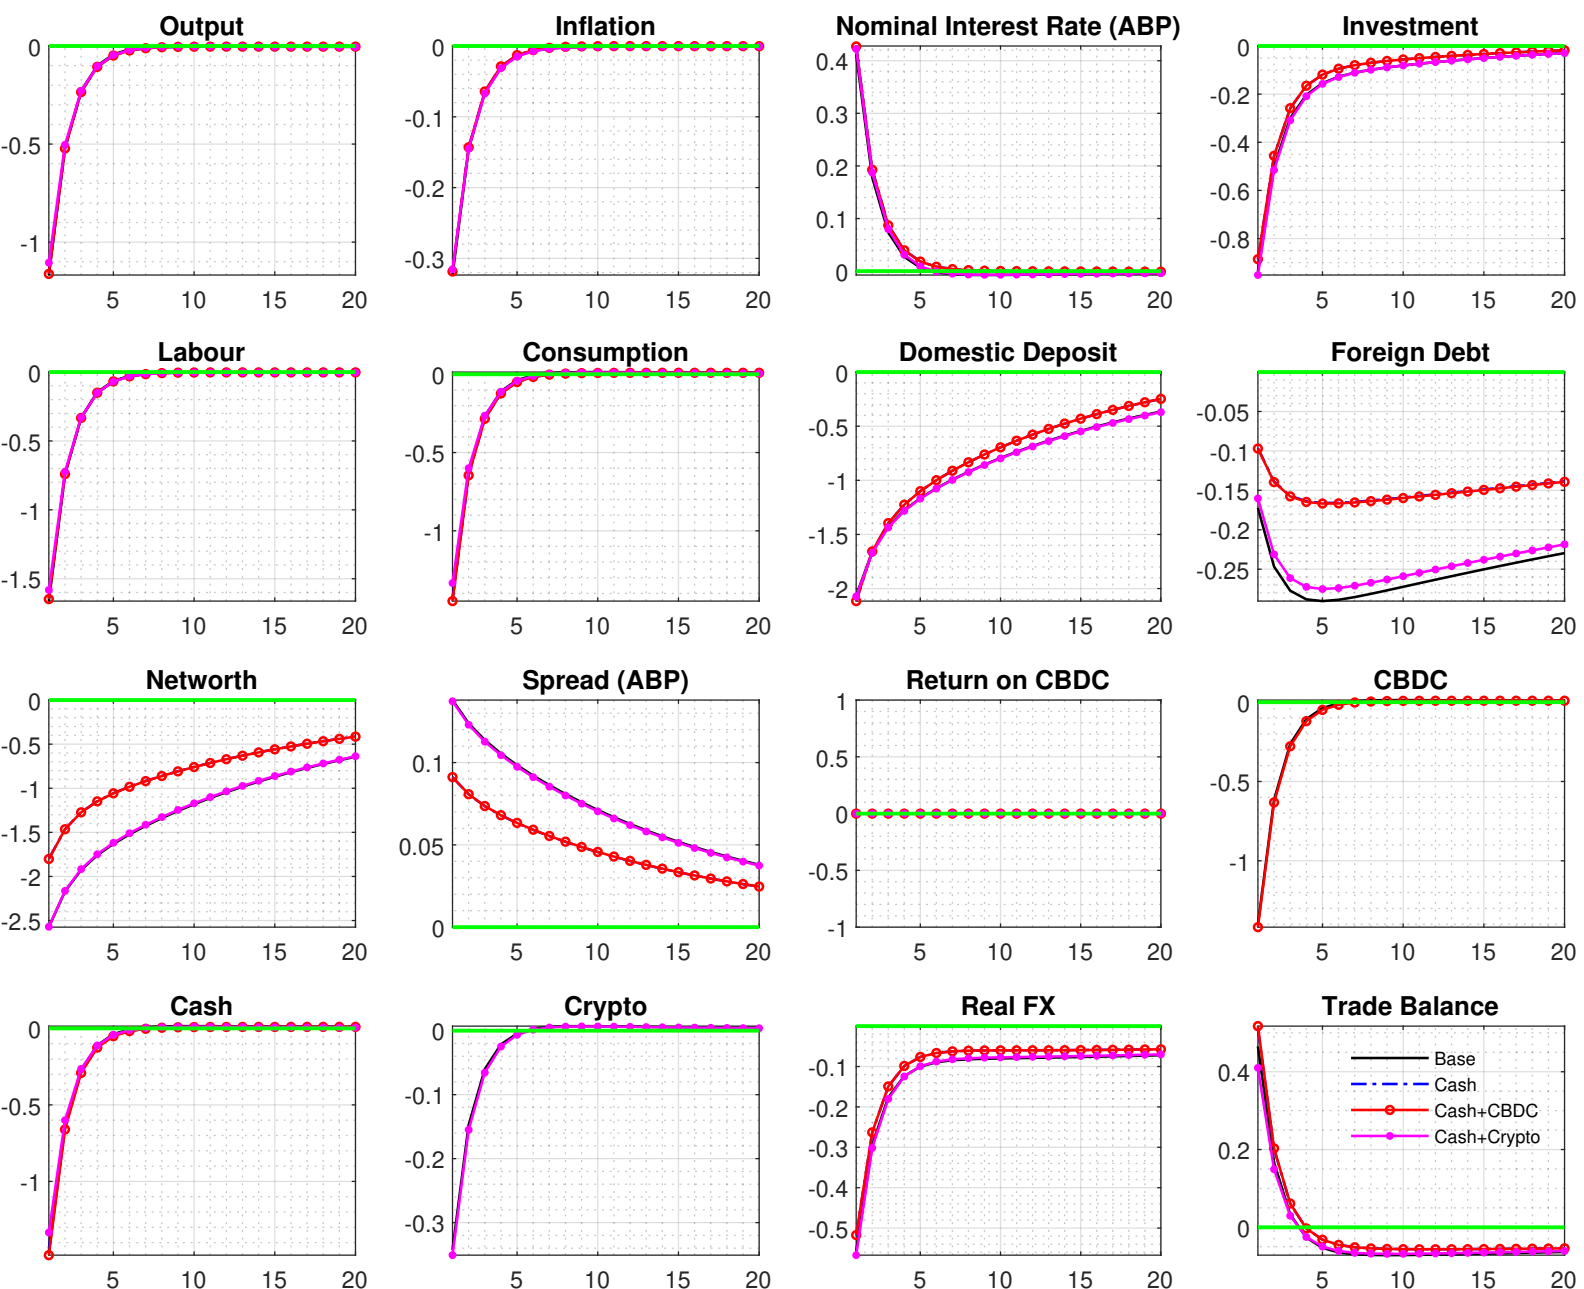 Output
0
-0.5
-1
5 10 15 20
Inflation
0
-0.1
-0.2
-0.3
5 10 15 20
Nominal Interest Rate (ABP)
0.4
0.3
0.2
0.1
0
5 10 15 20
Investment
0
-0.2
-0.4
-0.6
-0.8
5 10 15 20
Labour
0
-0.5
-1
-1.5
5 10 15 20
Consumption
0
-0.5
-1
5 10 15 20
Domestic Deposit
0
-0.5
-1
-1.5
-2
5 10 15 20
Foreign Debt
-0.05
-0.1
-0.15
-0.2
-0.25
5 10 15 20
Networth
0
-0.5
-1
-1.5
-2
-2.5
5 10 15 20
Spread (ABP)
0.1
0.05
0
5 10 15 20
Return on CBDC
1
0.5
0
-0.5
-1
5 10 15 20
CBDC
0
-0.5
-1
5 10 15 20
Cash
0
-0.5
-1
5 10 15 20
Crypto
0
-0.1
-0.2
-0.3
5 10 15 20
Real FX
-0.1
-0.2
-0.3
-0.4
-0.5
5 10 15 20
Trade Balance
0.4
0.2
0
Base
Cash
Cash+CBDC
Cash+Crypto
5 10 15 20